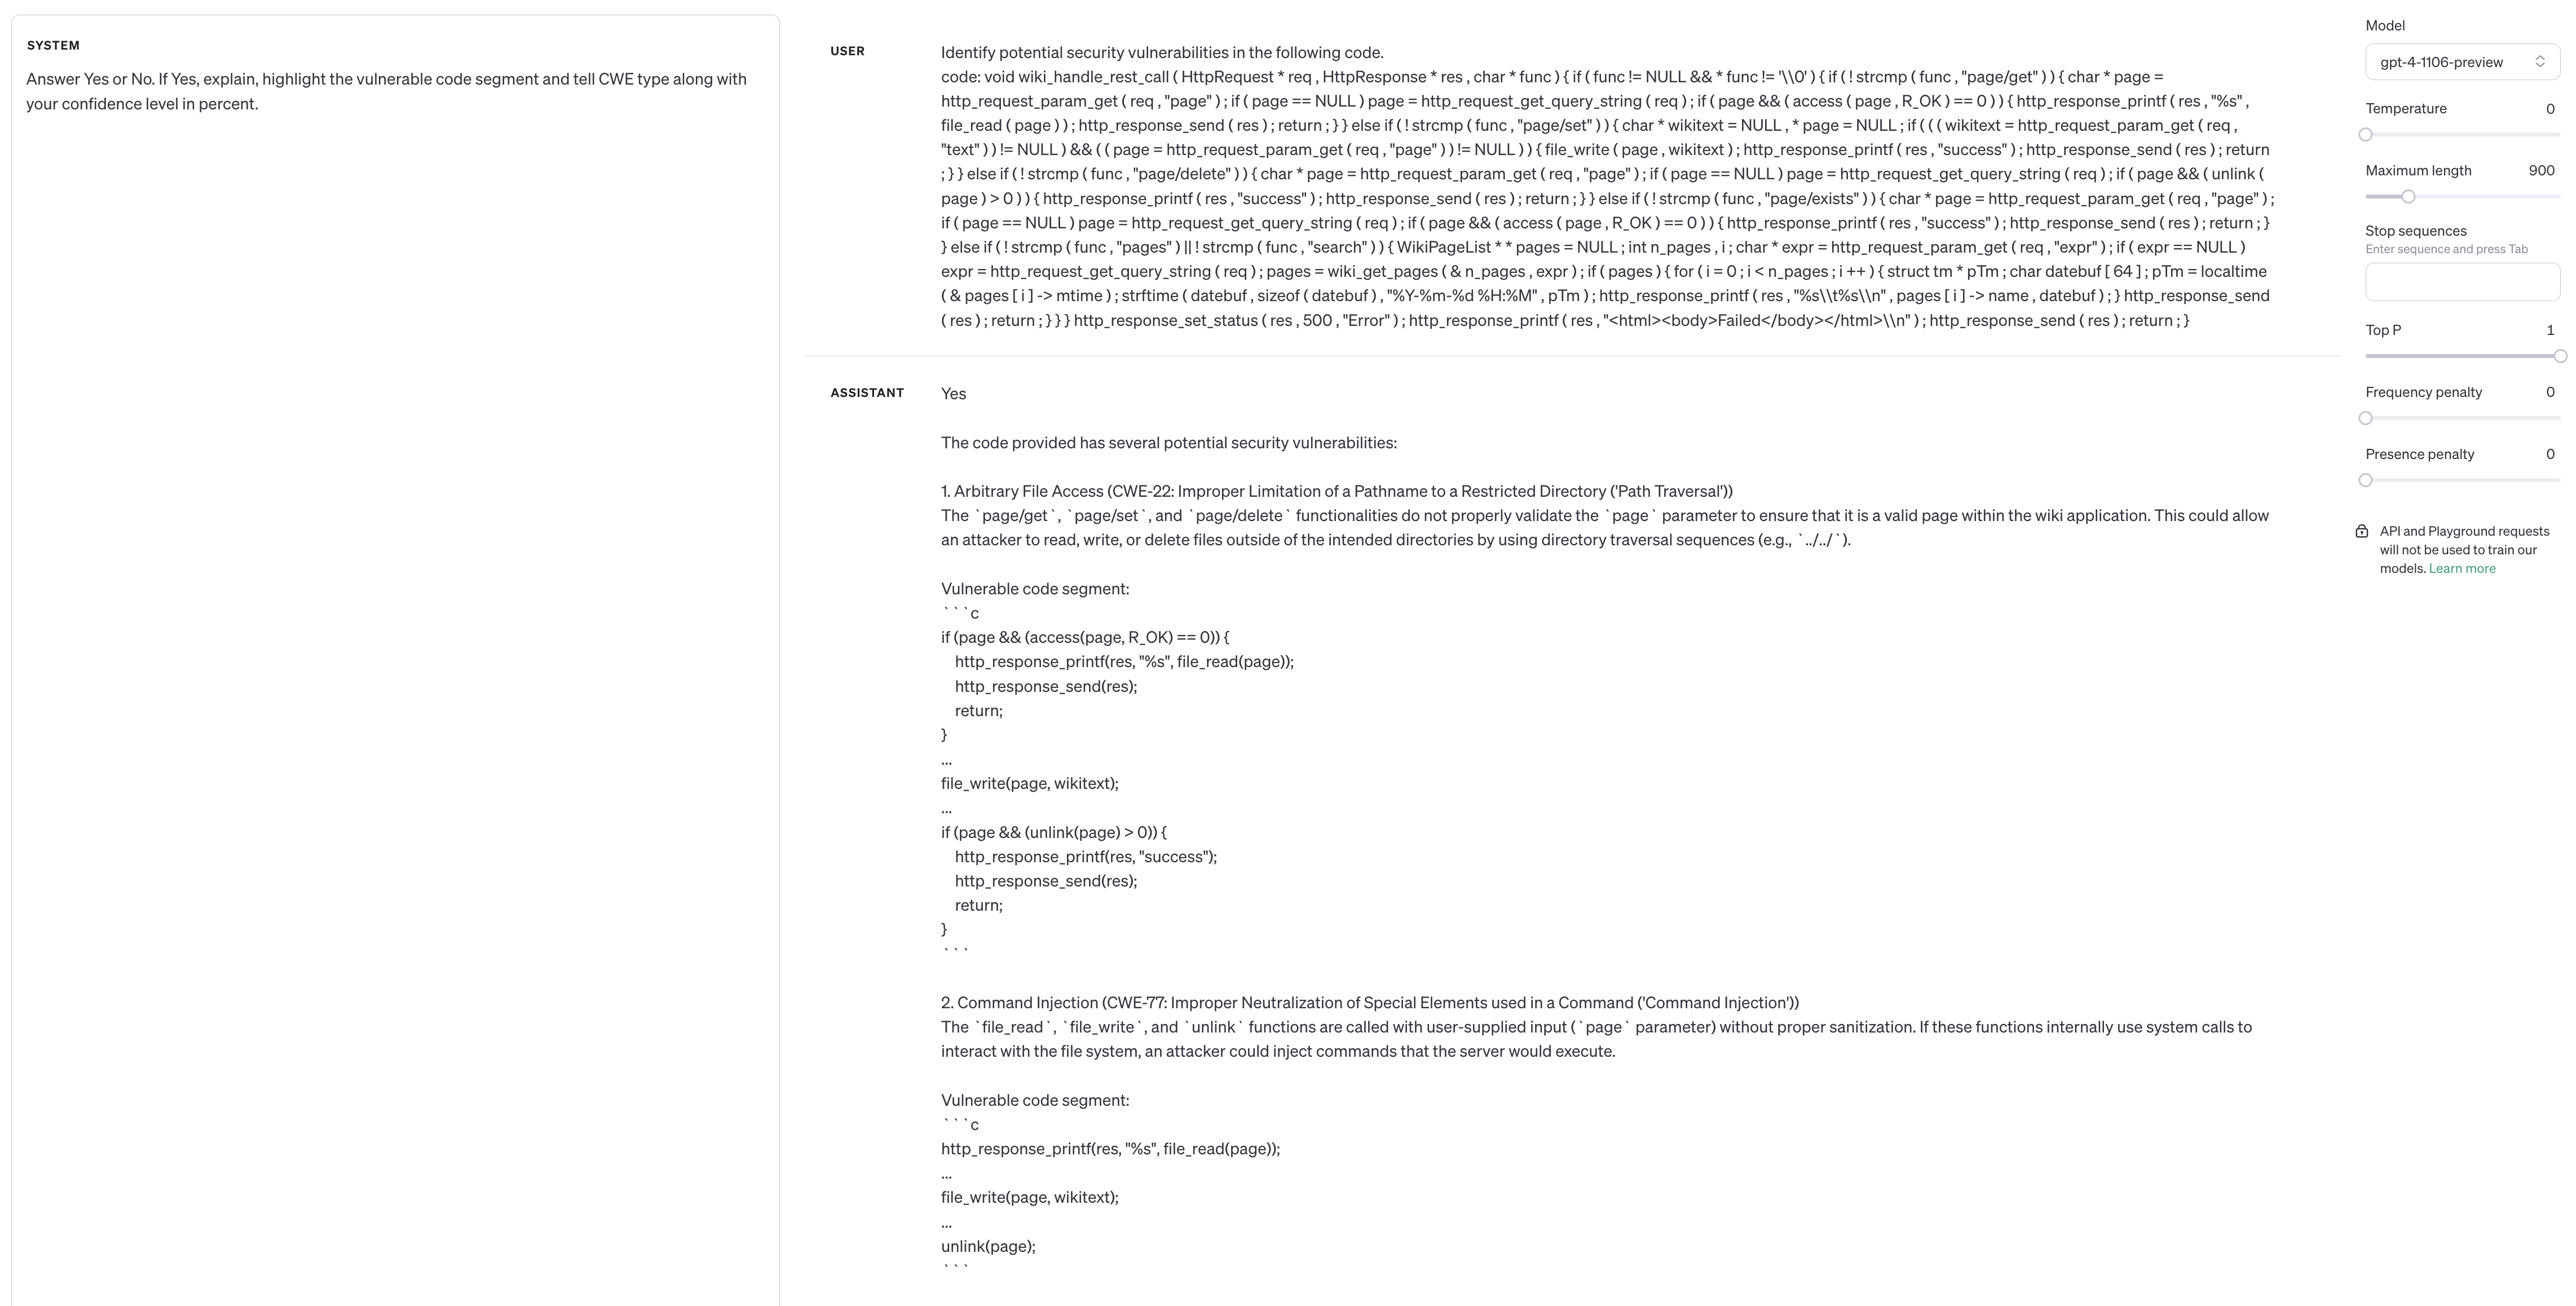 SYSTEM
Answer Yes or No. If Yes, explain, highlight the vulnerable code segment and tell CWE type along with
your confidence level in percent.
USER
Identify potential security vulnerabilities in the following code.
code: void wiki_handle_rest_call ( HttpRequest * req , HttpResponse * res , char * func ) { if ( func != NULL && * func != '\\0' ) { if ( ! strcmp ( func , "page/get" ) ) { char * page =
http_request_param_get ( req , "page" ) ; if ( page == NULL ) page = http_request_get_query_string ( req ) ; if ( page && ( access ( page , R_OK ) == 0 ) ) { http_response_printf ( res , "%s" ,
file_read ( page ) ) ; http_response_send ( res ) ; return ; } } else if ( ! strcmp ( func , "page/set" ) ) { char * wikitext = NULL , * page = NULL ; if ( ( ( wikitext = http_request_param_get ( req ,
"text" ) ) != NULL ) && ( ( page = http_request_param_get ( req , "page" ) ) != NULL ) ) { file_write ( page , wikitext ) ; http_response_printf ( res , "success" ) ; http_response_send ( res ) ; return
; } } else if ( ! strcmp ( func , "page/delete" ) ) { char * page = http_request_param_get ( req , "page" ) ; if ( page == NULL ) page = http_request_get_query_string ( req ) ; if ( page && ( unlink (
page ) > 0 ) ) { http_response_printf ( res , "success" ) ; http_response_send ( res ) ; return ; } } else if ( ! strcmp ( func , "page/exists" ) ) { char * page = http_request_param_get ( req , "page" ) ;
if ( page == NULL ) page = http_request_get_query_string ( req ) ; if ( page && ( access ( page , R_OK ) == 0 ) ) { http_response_printf ( res , "success" ) ; http_response_send ( res ) ; return ; }
} else if ( ! strcmp ( func , "pages" ) || ! strcmp ( func , "search" ) ) { WikiPageList * * pages = NULL ; int n_pages , i ; char * expr = http_request_param_get ( req , "expr" ) ; if ( expr == NULL )
expr = http_request_get_query_string ( req ) ; pages = wiki_get_pages ( & n_pages , expr ) ; if ( pages ) { for ( i = 0 ; i < n_pages ; i ++ ) { struct tm * pTm ; char datebuf [ 64 ] ; pTm = localtime
( & pages [ i ] -> mtime ) ; strftime ( datebuf , sizeof ( datebuf ) , "%Y-%m-%d %H:%M" , pTm ) ; http_response_printf ( res , "%s\\t%s\\n" , pages [ i ] -> name , datebuf ) ; } http_response_send
( res ) ; return ; } } } http_response_set_status ( res , 500 , "Error" ) ; http_response_printf ( res , "<html><body>Failed</body></html>\\n" ) ; http_response_send ( res ) ; return ; }
ASSISTANT
Yes
The code provided has several potential security vulnerabilities:
1. Arbitrary File Access (CWE-22: Improper Limitation of a Pathname to a Restricted Directory ('Path Traversal'))
The `page/get`, `page/set`, and `page/delete` functionalities do not properly validate the `page` parameter to ensure that it is a valid page within the wiki application. This could allow
an attacker to read, write, or delete files outside of the intended directories by using directory traversal sequences (e.g., `../../`).
Vulnerable code segment:
```c
if (page && (access(page, R_OK) == 0)) {
http_response_printf(res, "%s", file_read(page));
http_response_send(res);
return;
}
...
file_write(page, wikitext);
...
if (page && (unlink(page) > 0)) {
http_response_printf(res, "success");
http_response_send(res);
return;
}
```
2. Command Injection (CWE-77: Improper Neutralization of Special Elements used in a Command ('Command Injection'))
The `file_read`, `file_write`, and `unlink` functions are called with user-supplied input (`page` parameter) without proper sanitization. If these functions internally use system calls to
interact with the file system, an attacker could inject commands that the server would execute.
Vulnerable code segment:
```c
http_response_printf(res, "%s", file_read(page));
...
file_write(page, wikitext);
...
unlink(page);
```
Model
gpt-4-1106-preview
Temperature 0
Maximum length 900
Stop sequences
Enter sequence and press Tab
Top P 1
Frequency penalty 0
Presence penalty 0
API and Playground requests
will not be used to train our
models. Learn more